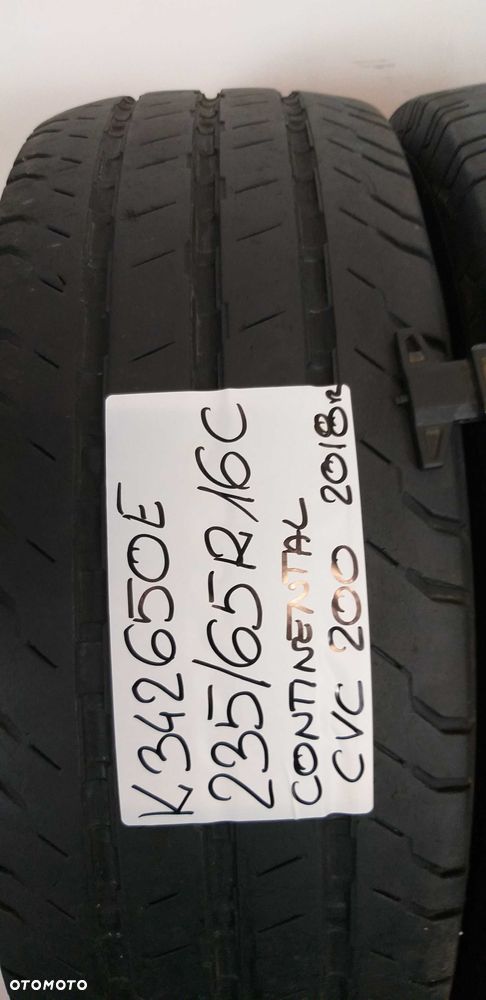 K342650E
235/65R16C
CONTINENTAL
CVC 200 2018r
OTOMOTO